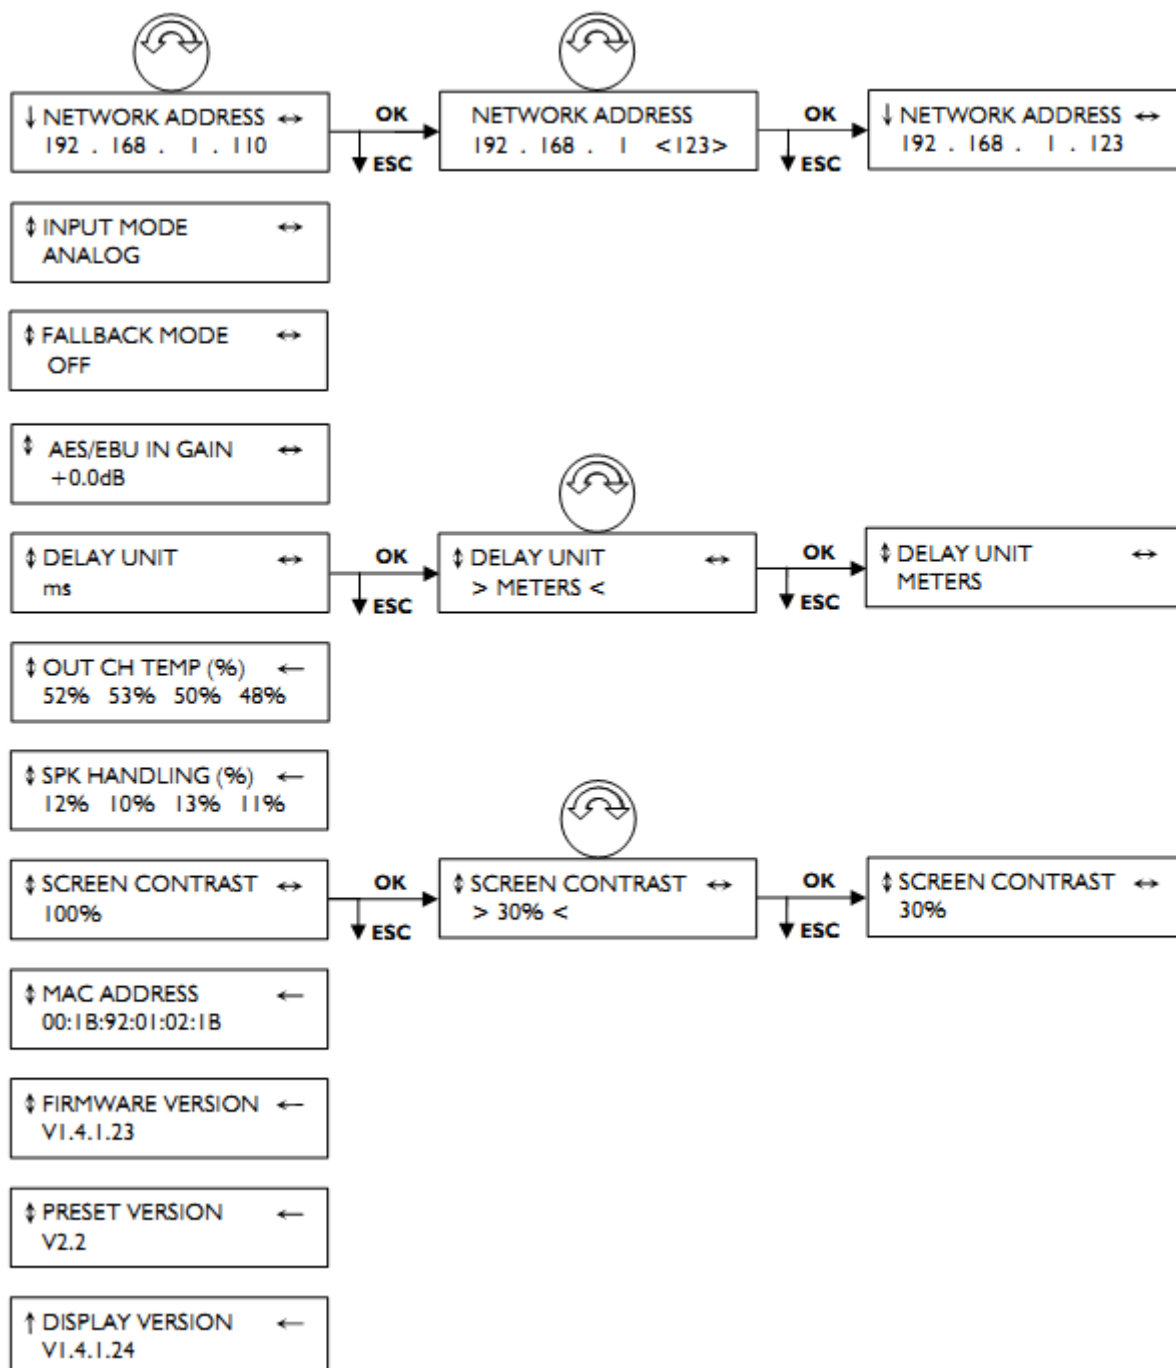 ↓ NETWORK ADDRESS ↔
192 . 168 . 1 . 110
OK
ESC
NETWORK ADDRESS
192 . 168 . 1 <123>
OK
ESC
↓ NETWORK ADDRESS ↔
192 . 168 . 1 . 123
↕ INPUT MODE ↔
ANALOG
↕ FALLBACK MODE ↔
OFF
↕ AES/EBU IN GAIN ↔
+0.0dB
↕ DELAY UNIT ↔
ms
OK
ESC
↕ DELAY UNIT ↔
> METERS <
OK
ESC
↕ DELAY UNIT ↔
METERS
↕ OUT CH TEMP (%) ←
52% 53% 50% 48%
↕ SPK HANDLING (%) ←
12% 10% 13% 11%
↕ SCREEN CONTRAST ↔
100%
OK
ESC
↕ SCREEN CONTRAST ↔
> 30% <
OK
ESC
↕ SCREEN CONTRAST ↔
30%
↕ MAC ADDRESS ←
00:1B:92:01:02:1B
↕ FIRMWARE VERSION ←
V1.4.1.23
↕ PRESET VERSION ←
V2.2
↑ DISPLAY VERSION ←
V1.4.1.24